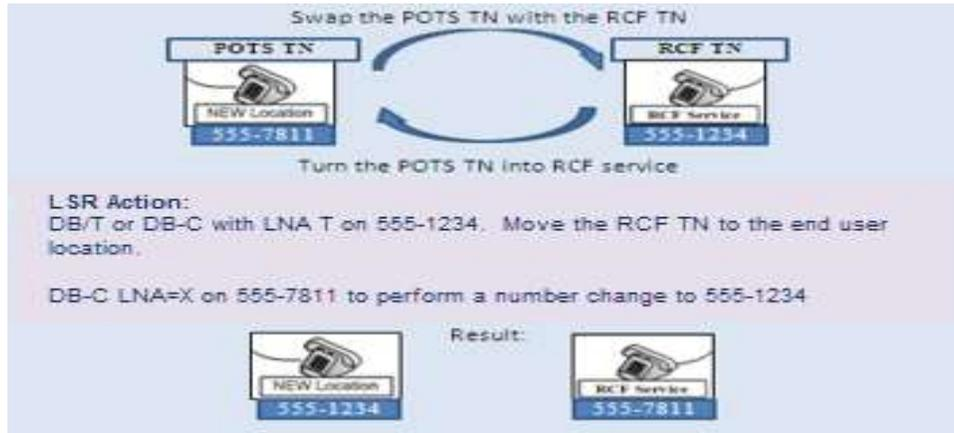 Swap the POTS TN with the RCF TN
POTS TN
RCF TN
NEW Location
RCF Service
555-7811
555-1234
Turn the POTS TN into RCF service
LSR Action:
DB/T or DB-C with LNA T on 555-1234. Move the RCF TN to the end user
location.
DB-C LNA=X on 555-7811 to perform a number change to 555-1234
Result:
NEW Location
RCF Service
555-1234
555-7811